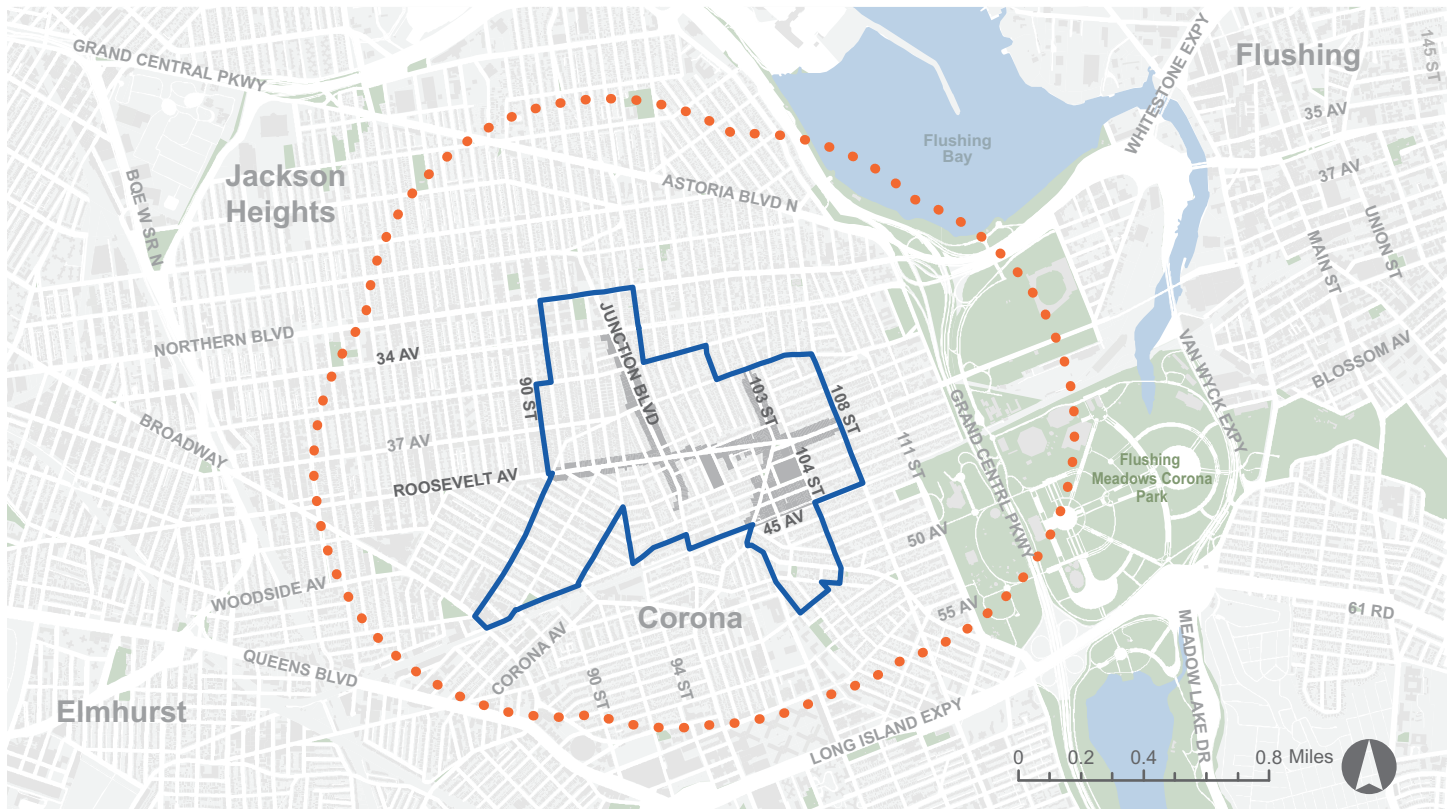 GRAND CENTRAL PKWY
WHITESTONE EXPY
Flushing
145 ST
35 AV
37 AV
Flushing
Bay
Jackson
Heights
BQE W SR N
ASTORIA BLVD N
MAIN ST
UNION ST
NORTHERN BLVD
34 AV
JUNCTION BLVD
90 ST
103 ST
108 ST
BROADWAY
37 AV
ROOSEVELT AV
104 ST
111 ST
GRAND CENTRL PKWY
VAN WYCK EXPY
BLOSSOM AV
Flushing
Meadows Corona
Park
45 AV
50 AV
WOODSIDE AV
Corona
55 AV
61 RD
QUEENS BLVD
CORONA AV
90 ST
94 ST
MEADOW LAKE DR
Elmhurst
LONG ISLAND EXPY
0 0.2 0.4 0.8 Miles